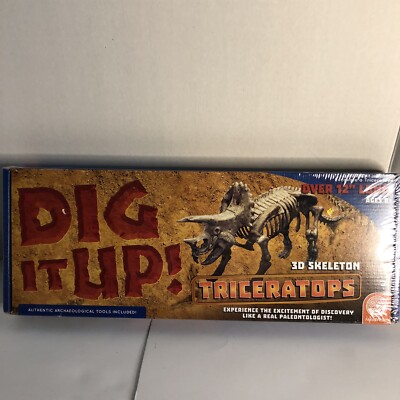 DIG
IT UP!
OVER 12"
AGES
3D SKELETON
TRICERATOPS
EXPERIENCE THE EXCITEMENT OF DISCOVERY
LIKE A REAL PALEONTOLOGIST!
AUTHENTIC ARCHAEOLOGICAL TOOLS INCLUDED!